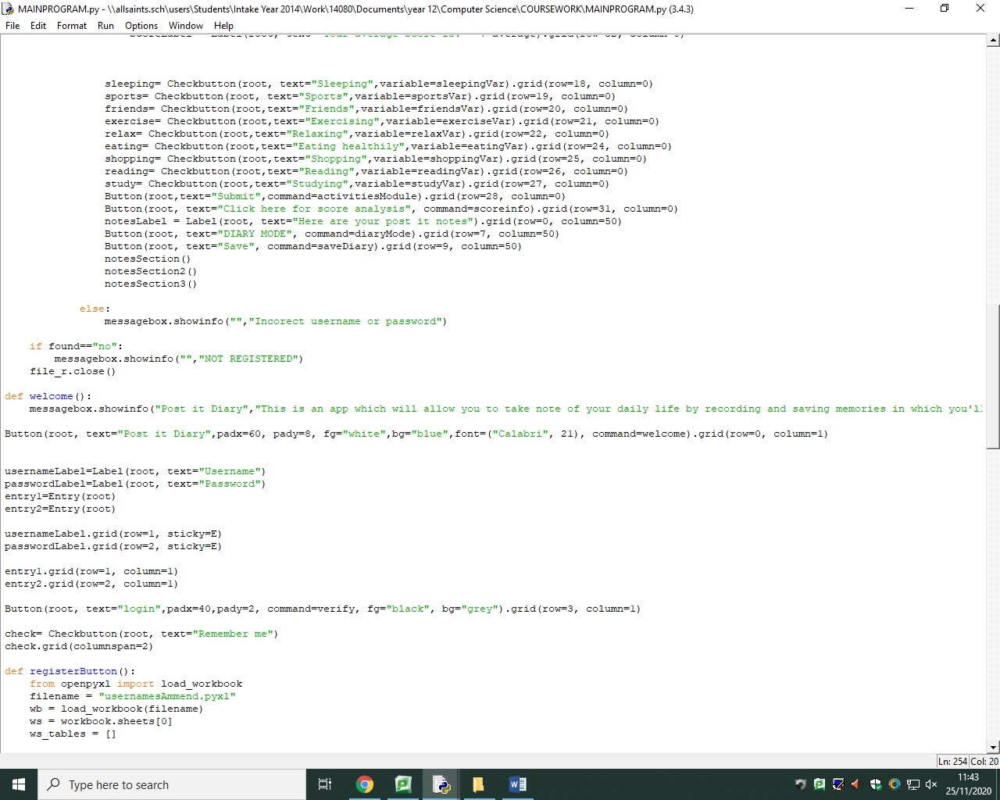 MAINPROGRAM.py - \\allsaints.sch\users\Students\Intake Year 2014\Work\14080\Documents\year 12\Computer Science\COURSEWORK\MAINPROGRAM.py (3.4.3)
File Edit Format Run Options Window Help
sleeping= Checkbutton(root, text="Sleeping",variable=sleepingVar).grid(row=18, column=0)
sports= Checkbutton(root, text="Sports",variable=sportsVar).grid(row=19, column=0)
friends= Checkbutton(root,text="Friends",variable=friendsVar).grid(row=20, column=0)
exercise= Checkbutton(root,text="Exercising",variable=exerciseVar).grid(row=21, column=0)
relax= Checkbutton(root,text="Relaxing",variable=relaxVar).grid(row=22, column=0)
eating= Checkbutton(root,text="Eating healthily",variable=eatingVar).grid(row=24, column=0)
shopping= Checkbutton(root,text="Shopping",variable=shoppingVar).grid(row=25, column=0)
reading= Checkbutton(root,text="Reading",variable=readingVar).grid(row=26, column=0)
study= Checkbutton(root,text="Studying",variable=studyVar).grid(row=27, column=0)
Button(root,text="Submit",command=activitiesModule).grid(row=28, column=0)
Button(root, text="Click here for score analysis", command=scoreinfo).grid(row=31, column=0)
notesLabel = Label(root, text="Here are your post it notes").grid(row=0, column=50)
Button(root, text="DIARY MODE", command=diaryMode).grid(row=7, column=50)
Button(root, text="Save", command=saveDiary).grid(row=9, column=50)
notesSection()
notesSection2()
notesSection3()
else:
messagebox.showinfo("","Incorect username or password")
if found=="no":
messagebox.showinfo("","NOT REGISTERED")
file_r.close()
def welcome():
messagebox.showinfo("Post it Diary","This is an app which will allow you to take note of your daily life by recording and saving memories in which you'll
Button(root, text="Post it Diary",padx=60, pady=8, fg="white",bg="blue",font=("Calabri", 21), command=welcome).grid(row=0, column=1)
usernameLabel=Label(root, text="Username")
passwordLabel=Label(root, text="Password")
entry1=Entry(root)
entry2=Entry(root)
usernameLabel.grid(row=1, sticky=E)
passwordLabel.grid(row=2, sticky=E)
entry1.grid(row=1, column=1)
entry2.grid(row=2, column=1)
Button(root, text="login",padx=40,pady=2, command=verify, fg="black", bg="grey").grid(row=3, column=1)
check= Checkbutton(root, text="Remember me")
check.grid(columnspan=2)
def registerButton():
from openpyxl import load_workbook
filename = "usernamesAmmend.pyxl"
wb = load_workbook(filename)
ws = workbook.sheets[0]
ws_tables = []
Ln: 254 Col: 20
Type here to search
11:43
25/11/2020